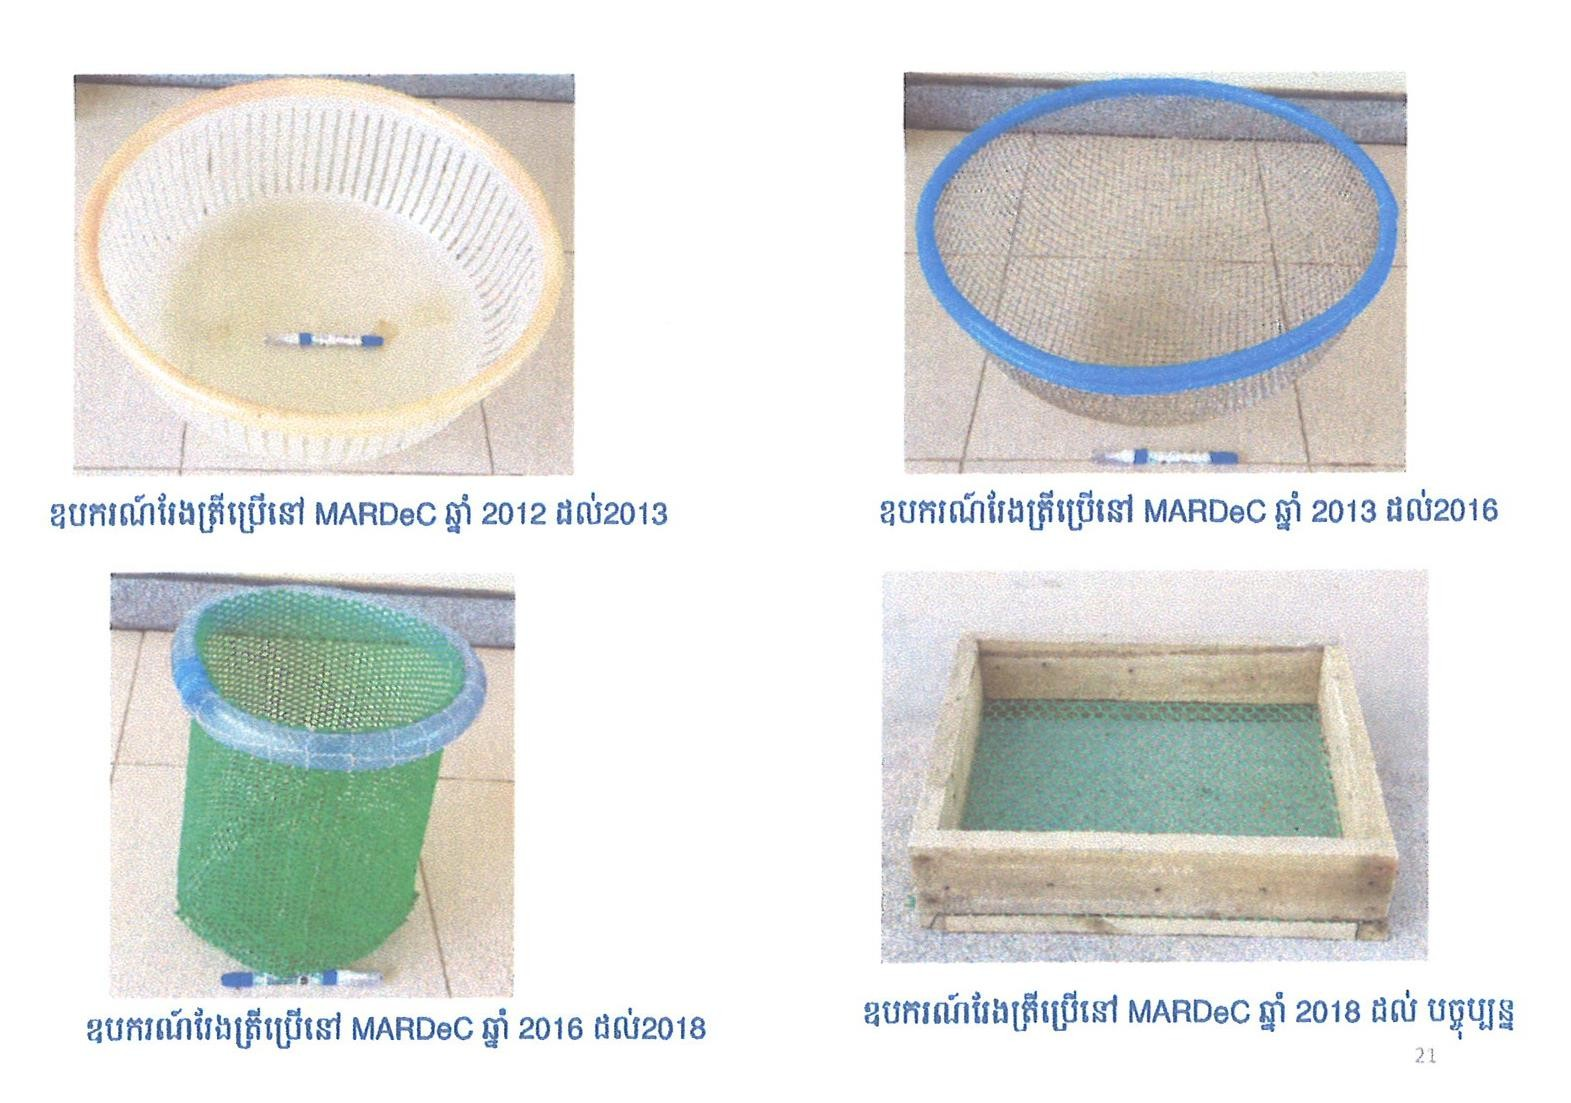 ឧបករណ៍រែងត្រីប្រើនៅ MARDeC ឆ្នាំ 2012 ដល់2013
ឧបករណ៍រែងត្រីប្រើនៅ MARDeC ឆ្នាំ 2013 ដល់2016
ឧបករណ៍រែងត្រីប្រើនៅ MARDeC ឆ្នាំ 2016 ដល់2018
ឧបករណ៍រែងត្រីប្រើនៅ MARDeC ឆ្នាំ 2018 ដល់ បច្ចុប្បន្ន
21